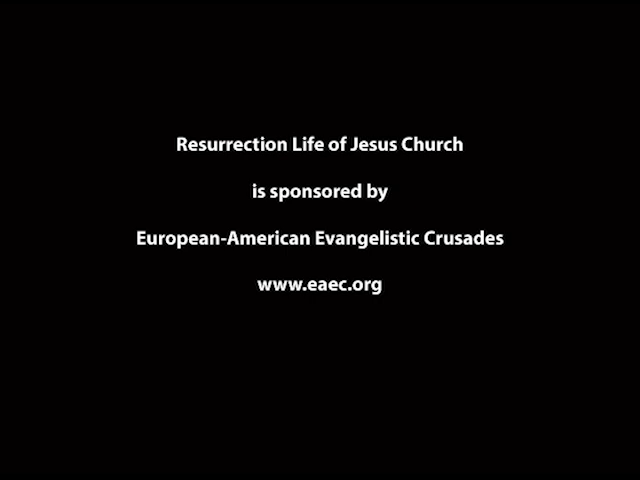 Resurrection Life of Jesus Church
is sponsored by
European-American Evangelistic Crusades
www.eaec.org